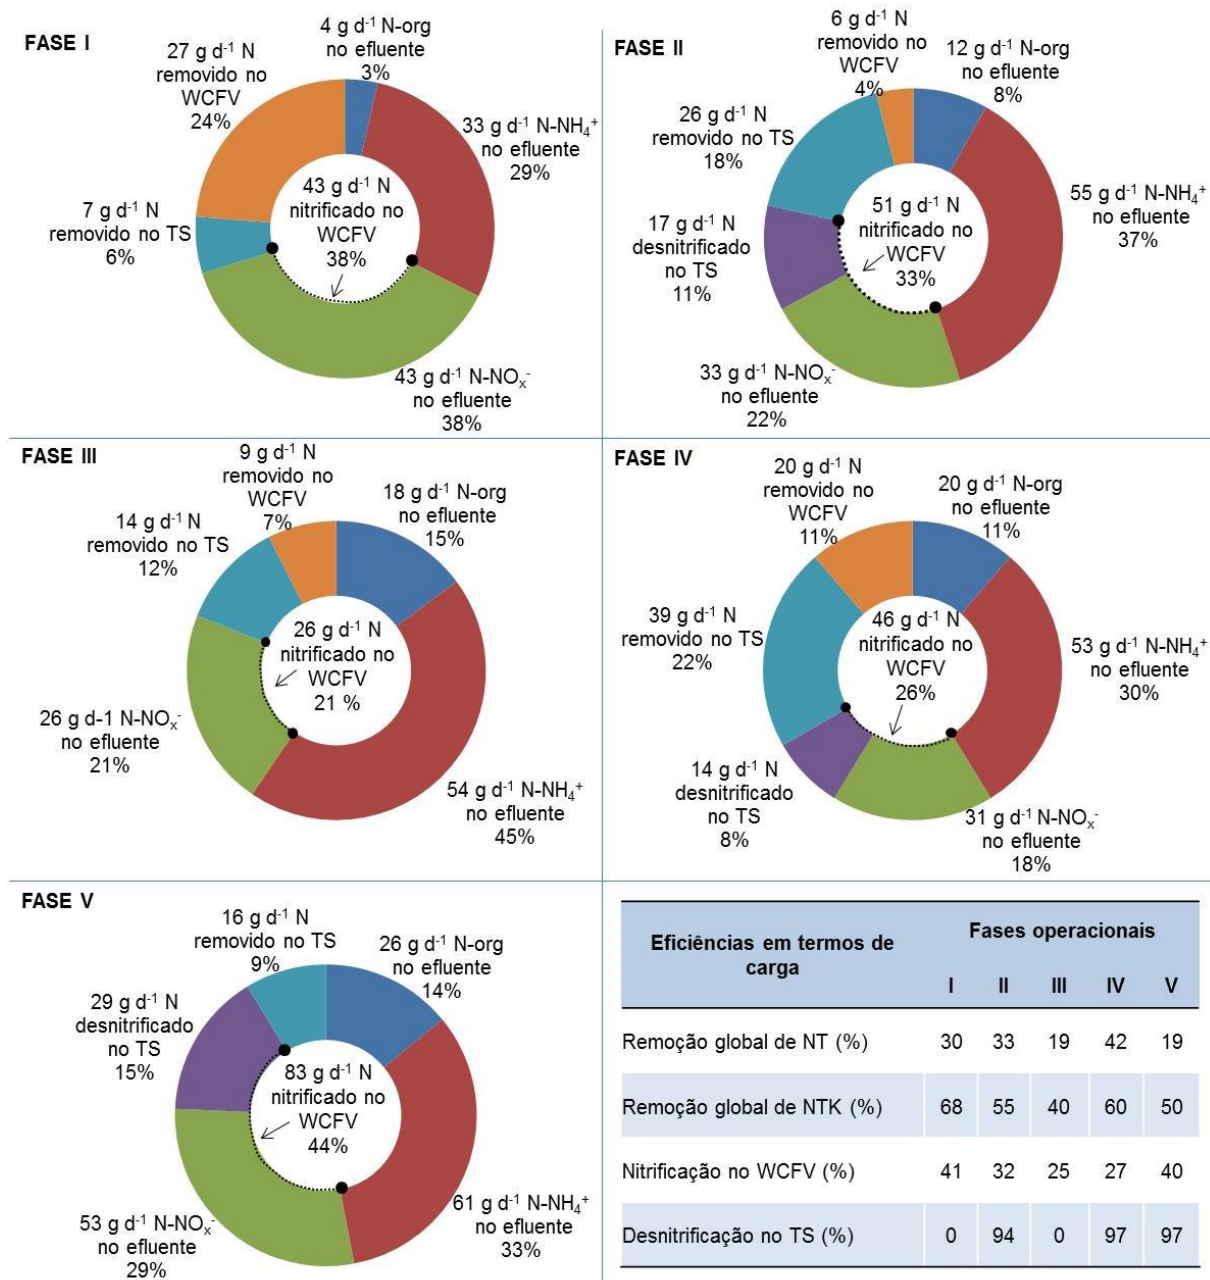 FASE I
27 g d⁻¹ N
removido no
WCFV
24%
4 g d⁻¹ N-org
no efluente
3%
33 g d⁻¹ N-NH₄⁺
no efluente
29%
7 g d⁻¹ N
removido no TS
6%
43 g d⁻¹ N
nitrificado no
WCFV
38%
43 g d⁻¹ N-NOₓ⁻
no efluente
38%
FASE II
6 g d⁻¹ N
removido no
WCFV
4%
12 g d⁻¹ N-org
no efluente
8%
26 g d⁻¹ N
removido no TS
18%
55 g d⁻¹ N-NH₄⁺
no efluente
37%
17 g d⁻¹ N
desnitrificado
no TS
11%
51 g d⁻¹ N
nitrificado no
WCFV
33%
33 g d⁻¹ N-NOₓ⁻
no efluente
22%
FASE III
9 g d⁻¹ N
removido no
WCFV
7%
18 g d⁻¹ N-org
no efluente
15%
14 g d⁻¹ N
removido no TS
12%
26 g d⁻¹ N
nitrificado no
WCFV
21 %
26 g d-1 N-NOₓ⁻
no efluente
21%
54 g d⁻¹ N-NH₄⁺
no efluente
45%
FASE IV
20 g d⁻¹ N
removido no
WCFV
11%
20 g d⁻¹ N-org
no efluente
11%
39 g d⁻¹ N
removido no TS
22%
46 g d⁻¹ N
nitrificado no
WCFV
26%
53 g d⁻¹ N-NH₄⁺
no efluente
30%
14 g d⁻¹ N
desnitrificado
no TS
8%
31 g d⁻¹ N-NOₓ⁻
no efluente
18%
FASE V
16 g d⁻¹ N
removido no TS
9%
26 g d⁻¹ N-org
no efluente
14%
29 g d⁻¹ N
desnitrificado
no TS
15%
83 g d⁻¹ N
nitrificado no
WCFV
44%
53 g d⁻¹ N-NOₓ⁻
no efluente
29%
61 g d⁻¹ N-NH₄⁺
no efluente
33%
Eficiências em termos de
carga
Fases operacionais
I II III IV V
Remoção global de NT (%) 30 33 19 42 19
Remoção global de NTK (%) 68 55 40 60 50
Nitrificação no WCFV (%) 41 32 25 27 40
Desnitrificação no TS (%) 0 94 0 97 97